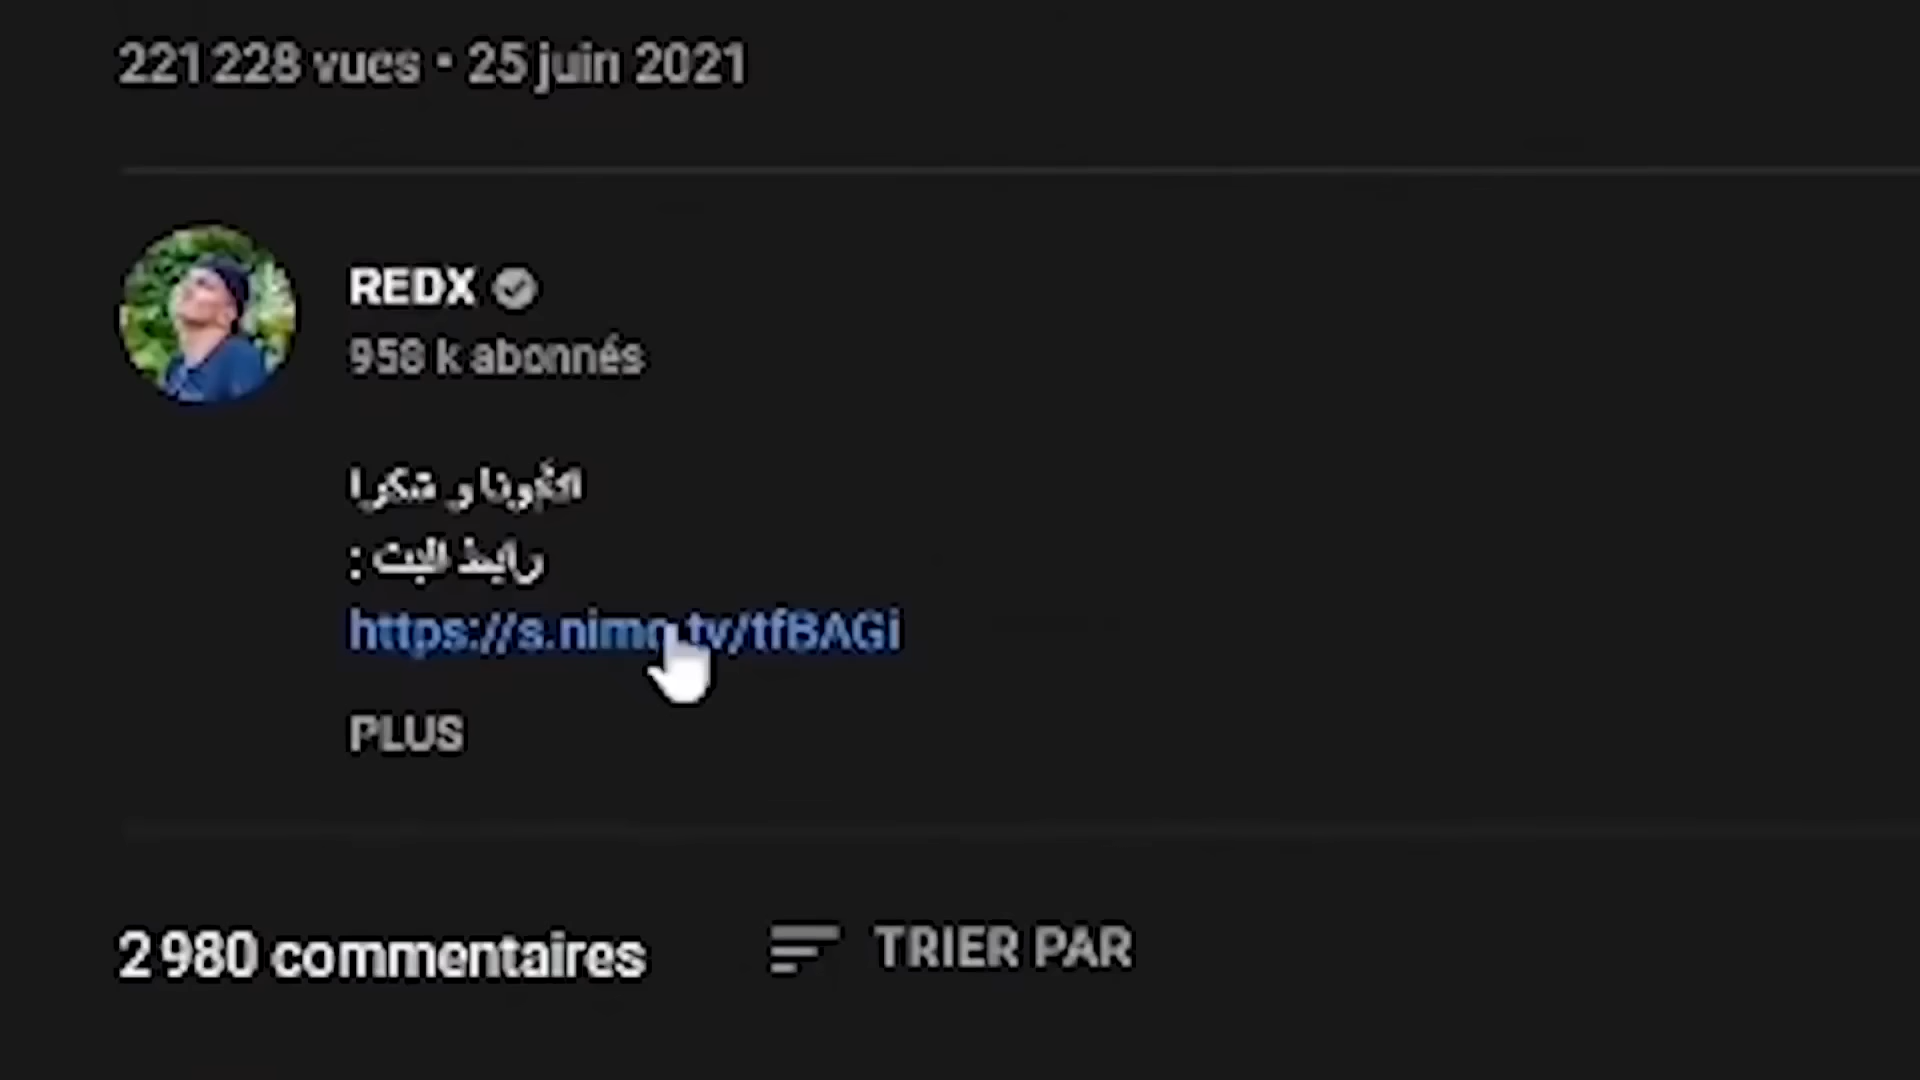 221 228 vues • 25 juin 2021
REDX
958 k abonnés
و شكرا
رابط البث :
https://s.nimo.tv/tfBAGi
PLUS
2 980 commentaires
TRIER PAR